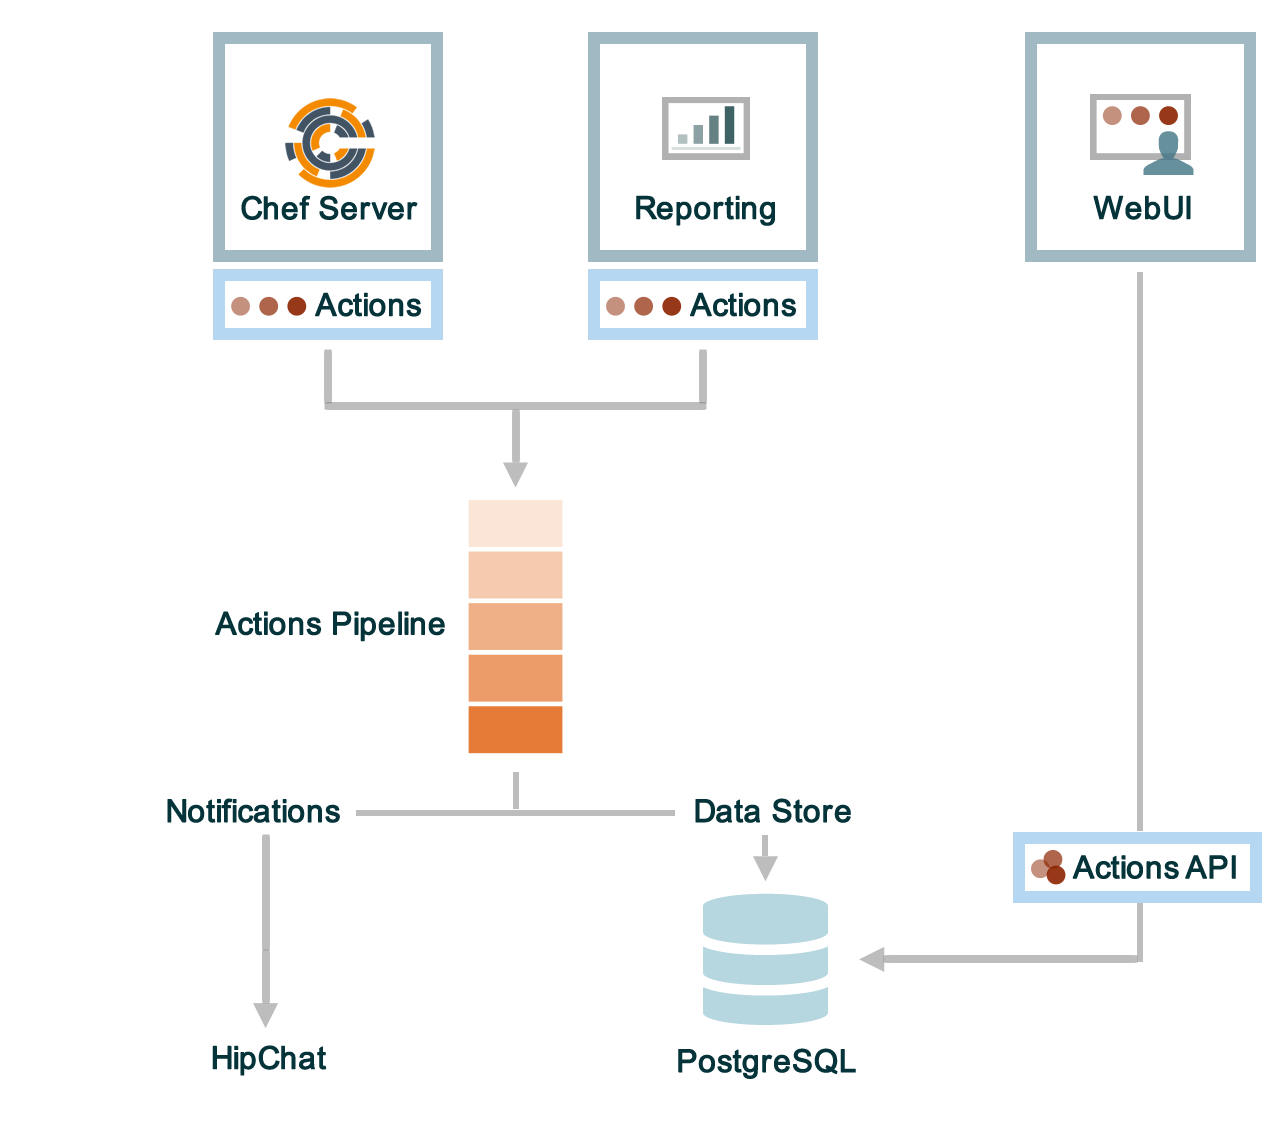 Chef Server
Reporting
WebUI
Actions
Actions
Actions Pipeline
Notifications
Data Store
Actions API
HipChat
PostgreSQL